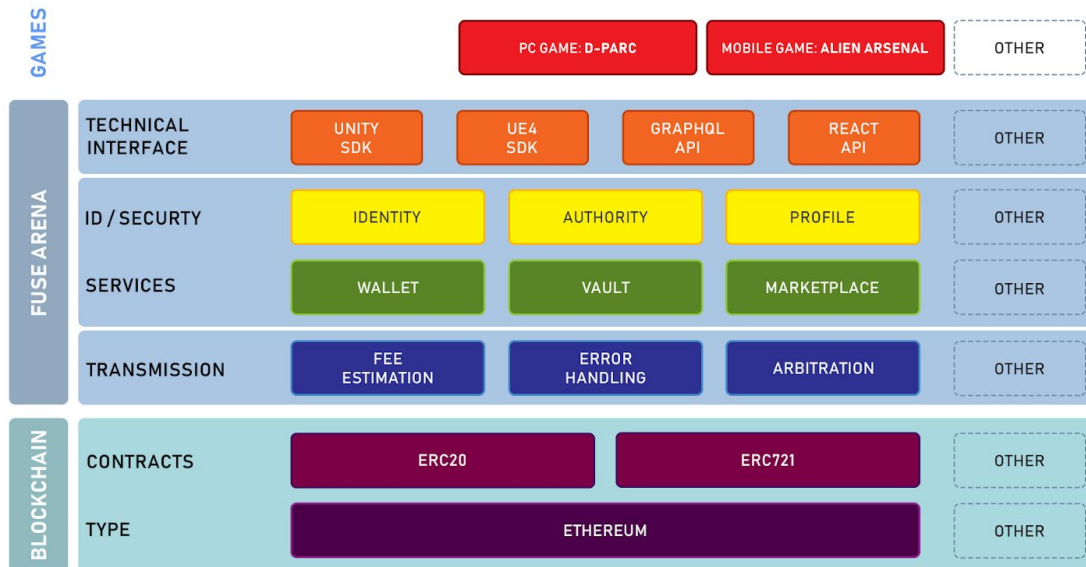 GAMES
PC GAME: D-PARC
MOBILE GAME: ALIEN ARSENAL
OTHER
FUSE ARENA
TECHNICAL
INTERFACE
UNITY
SDK
UE4
SDK
GRAPHQL
API
REACT
API
OTHER
ID / SECURTY
IDENTITY
AUTHORITY
PROFILE
OTHER
SERVICES
WALLET
VAULT
MARKETPLACE
OTHER
TRANSMISSION
FEE
ESTIMATION
ERROR
HANDLING
ARBITRATION
OTHER
BLOCKCHAIN
CONTRACTS
ERC20
ERC721
OTHER
TYPE
ETHEREUM
OTHER